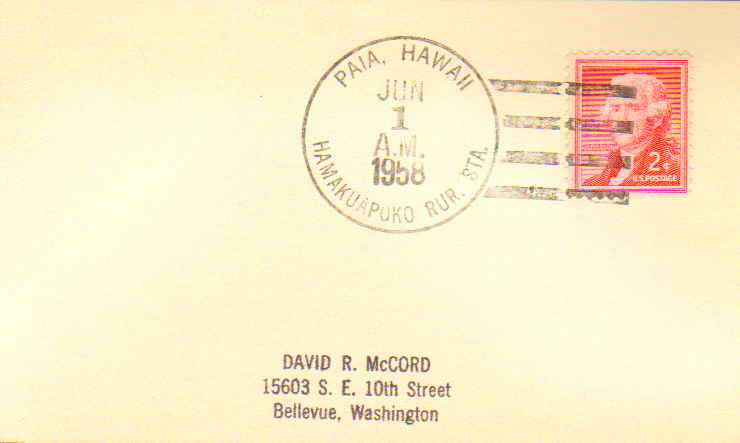 PAIA, HAWAII
JUN
1
A.M.
1958
HAMAKUAPOKO RUR. STA.
2¢
U.S. POSTAGE
DAVID R. McCORD
15603 S. E. 10th Street
Bellevue, Washington